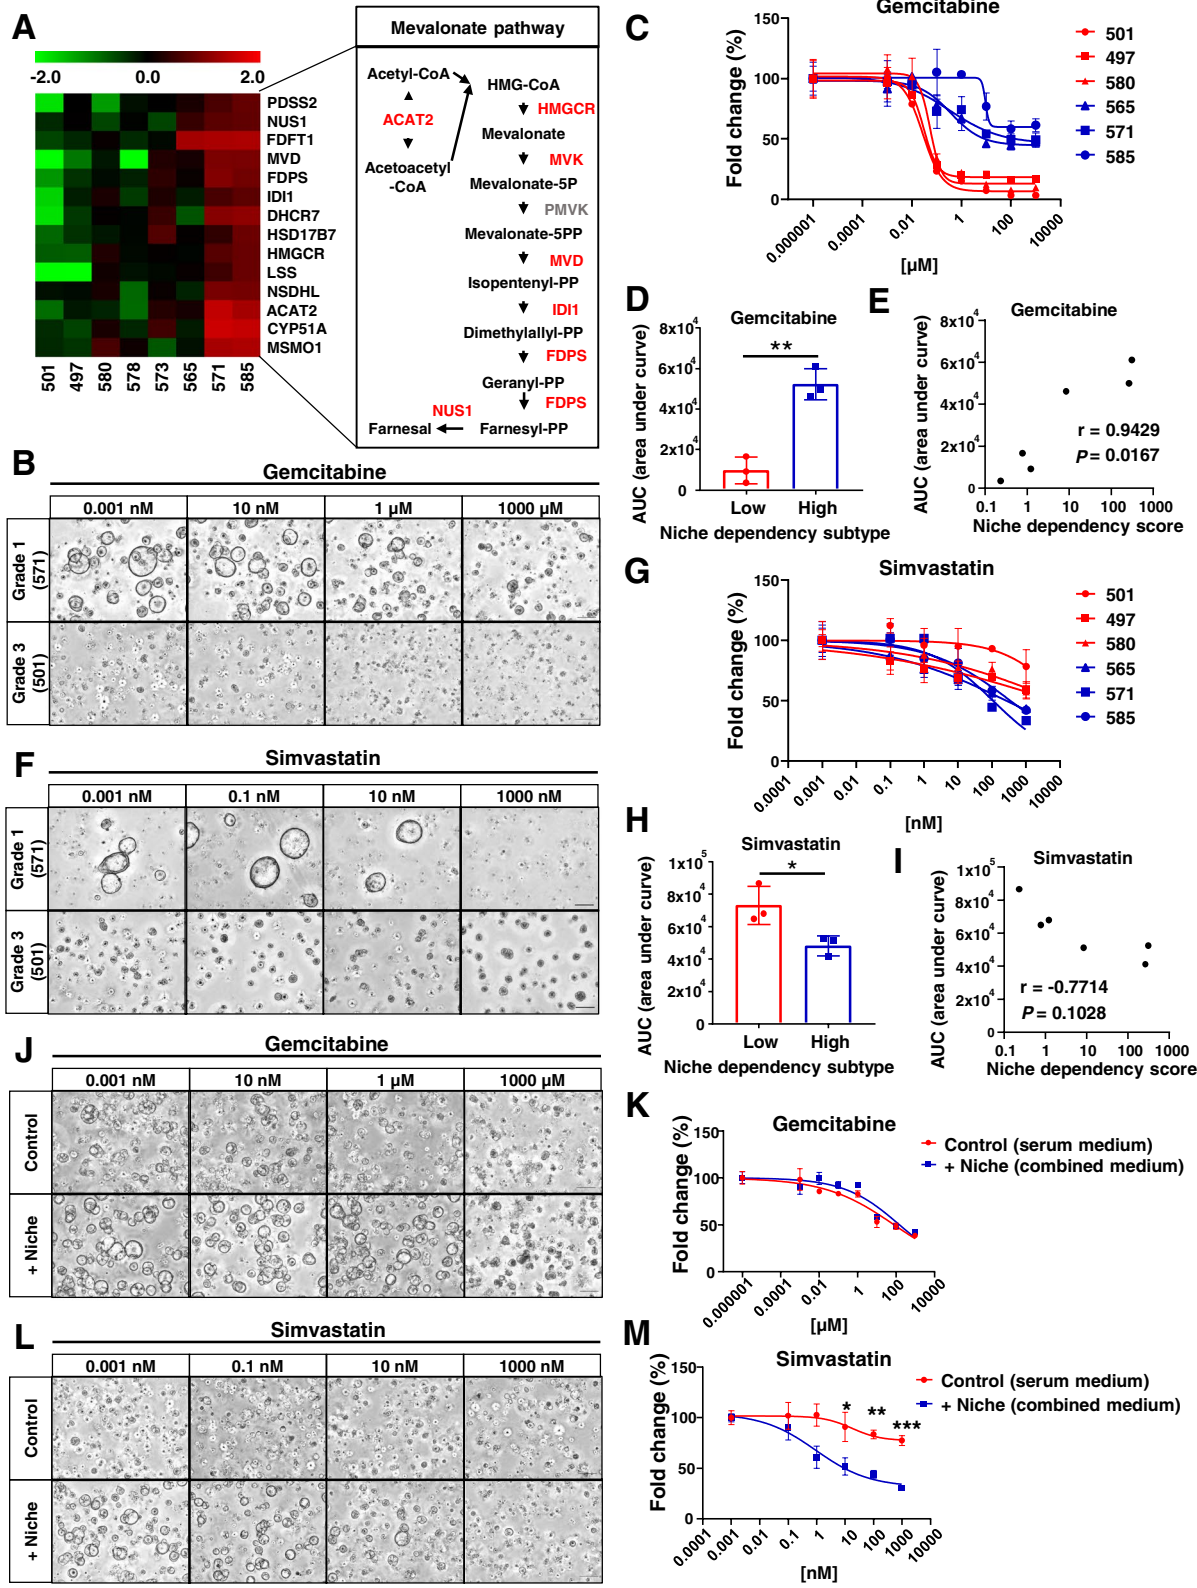 A
-2.0 0.0 2.0
PDSS2
NUS1
FDFT1
MVD
FDPS
IDI1
DHCR7
HSD17B7
HMGCR
LSS
NSDHL
ACAT2
CYP51A
MSMO1
501 497 580 578 573 565 571 585
Mevalonate pathway
Acetyl-CoA
HMG-CoA
ACAT2
HMGCR
Mevalonate
Acetoacetyl
-CoA
MVK
Mevalonate-5P
PMVK
Mevalonate-5PP
MVD
Isopentenyl-PP
IDI1
Dimethylallyl-PP
FDPS
Geranyl-PP
NUS1
FDPS
Farnesal
Farnesyl-PP
B
Gemcitabine
0.001 nM 10 nM 1 µM 1000 µM
Grade 1
(571)
Grade 3
(501)
C
Gemcitabine
Fold change (%)
150
100
50
0
0.000001 0.0001 0.01 1 100 10000
[µM]
501
497
580
565
571
585
D
Gemcitabine
AUC (area under curve)
8x10⁴
6x10⁴
4x10⁴
2x10⁴
0
**
Low High
Niche dependency subtype
E
Gemcitabine
AUC (area under curve)
8x10⁴
6x10⁴
4x10⁴
2x10⁴
0
r = 0.9429
P = 0.0167
0.1 1 10 100 1000
Niche dependency score
F
Simvastatin
0.001 nM 0.1 nM 10 nM 1000 nM
Grade 1
(571)
Grade 3
(501)
G
Simvastatin
Fold change (%)
150
100
50
0
0.0001 0.001 0.01 0.1 1 10 100 1000 10000
[nM]
501
497
580
565
571
585
H
Simvastatin
AUC (area under curve)
1x10⁵
8x10⁴
6x10⁴
4x10⁴
2x10⁴
0
*
Low High
Niche dependency subtype
I
Simvastatin
AUC (area under curve)
1x10⁵
8x10⁴
6x10⁴
4x10⁴
2x10⁴
0
r = -0.7714
P = 0.1028
0.1 1 10 100 1000
Niche dependency score
J
Gemcitabine
0.001 nM 10 nM 1 µM 1000 µM
Control
+ Niche
K
Gemcitabine
Fold change (%)
150
100
50
0
0.000001 0.0001 0.01 1 100 10000
[µM]
Control (serum medium)
+ Niche (combined medium)
L
Simvastatin
0.001 nM 0.1 nM 10 nM 1000 nM
Control
+ Niche
M
Simvastatin
Fold change (%)
150
100
50
0
* ** ***
0.0001 0.001 0.01 0.1 1 10 100 1000 10000
[nM]
Control (serum medium)
+ Niche (combined medium)